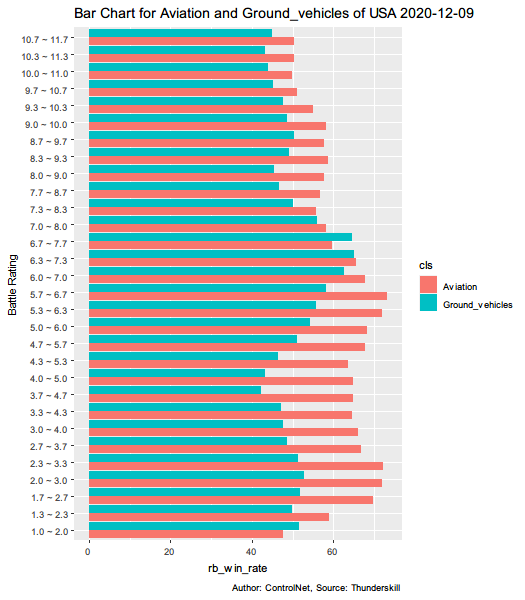 Bar Chart for Aviation and Ground_vehicles of USA 2020-12-09
10.7 ~ 11.7
10.3 ~ 11.3
10.0 ~ 11.0
9.7 ~ 10.7
9.3 ~ 10.3
9.0 ~ 10.0
8.7 ~ 9.7
8.3 ~ 9.3
8.0 ~ 9.0
7.7 ~ 8.7
7.3 ~ 8.3
7.0 ~ 8.0
6.7 ~ 7.7
6.3 ~ 7.3
6.0 ~ 7.0
5.7 ~ 6.7
5.3 ~ 6.3
5.0 ~ 6.0
4.7 ~ 5.7
4.3 ~ 5.3
4.0 ~ 5.0
3.7 ~ 4.7
3.3 ~ 4.3
3.0 ~ 4.0
2.7 ~ 3.7
2.3 ~ 3.3
2.0 ~ 3.0
1.7 ~ 2.7
1.3 ~ 2.3
1.0 ~ 2.0
Battle Rating
0 20 40 60
rb_win_rate
cls
Aviation
Ground_vehicles
Author: ControlNet, Source: Thunderskill